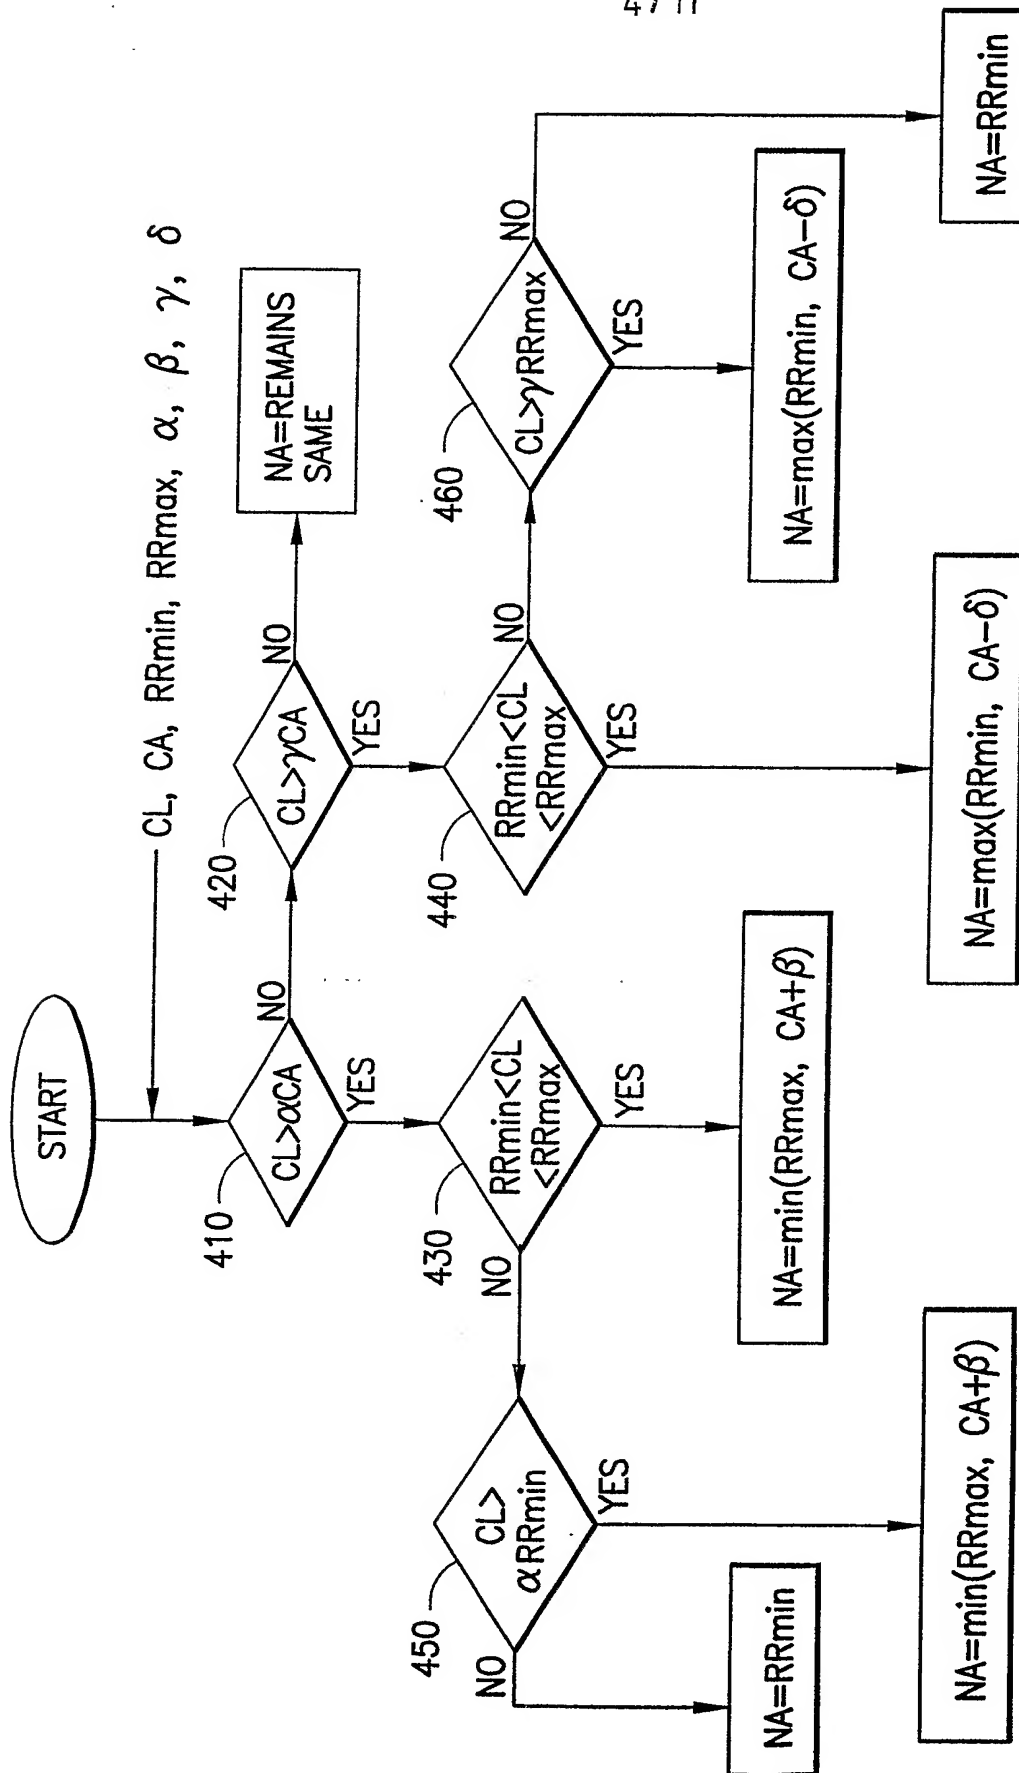 4/11
START
CL, CA, RRmin, RRmax, α, β, γ, δ
410
CL>αCA
NO
YES
420
CL>γCA
NO
YES
NA=REMAINS
SAME
430
RRmin<CL
<RRmax
NO
YES
440
RRmin<CL
<RRmax
NO
YES
450
CL>
αRRmin
NO
YES
460
CL>γRRmax
NO
YES
NA=RRmin
NA=min(RRmax, CA+β)
NA=min(RRmax, CA+β)
NA=max(RRmin, CA−δ)
NA=max(RRmin, CA−δ)
NA=RRmin